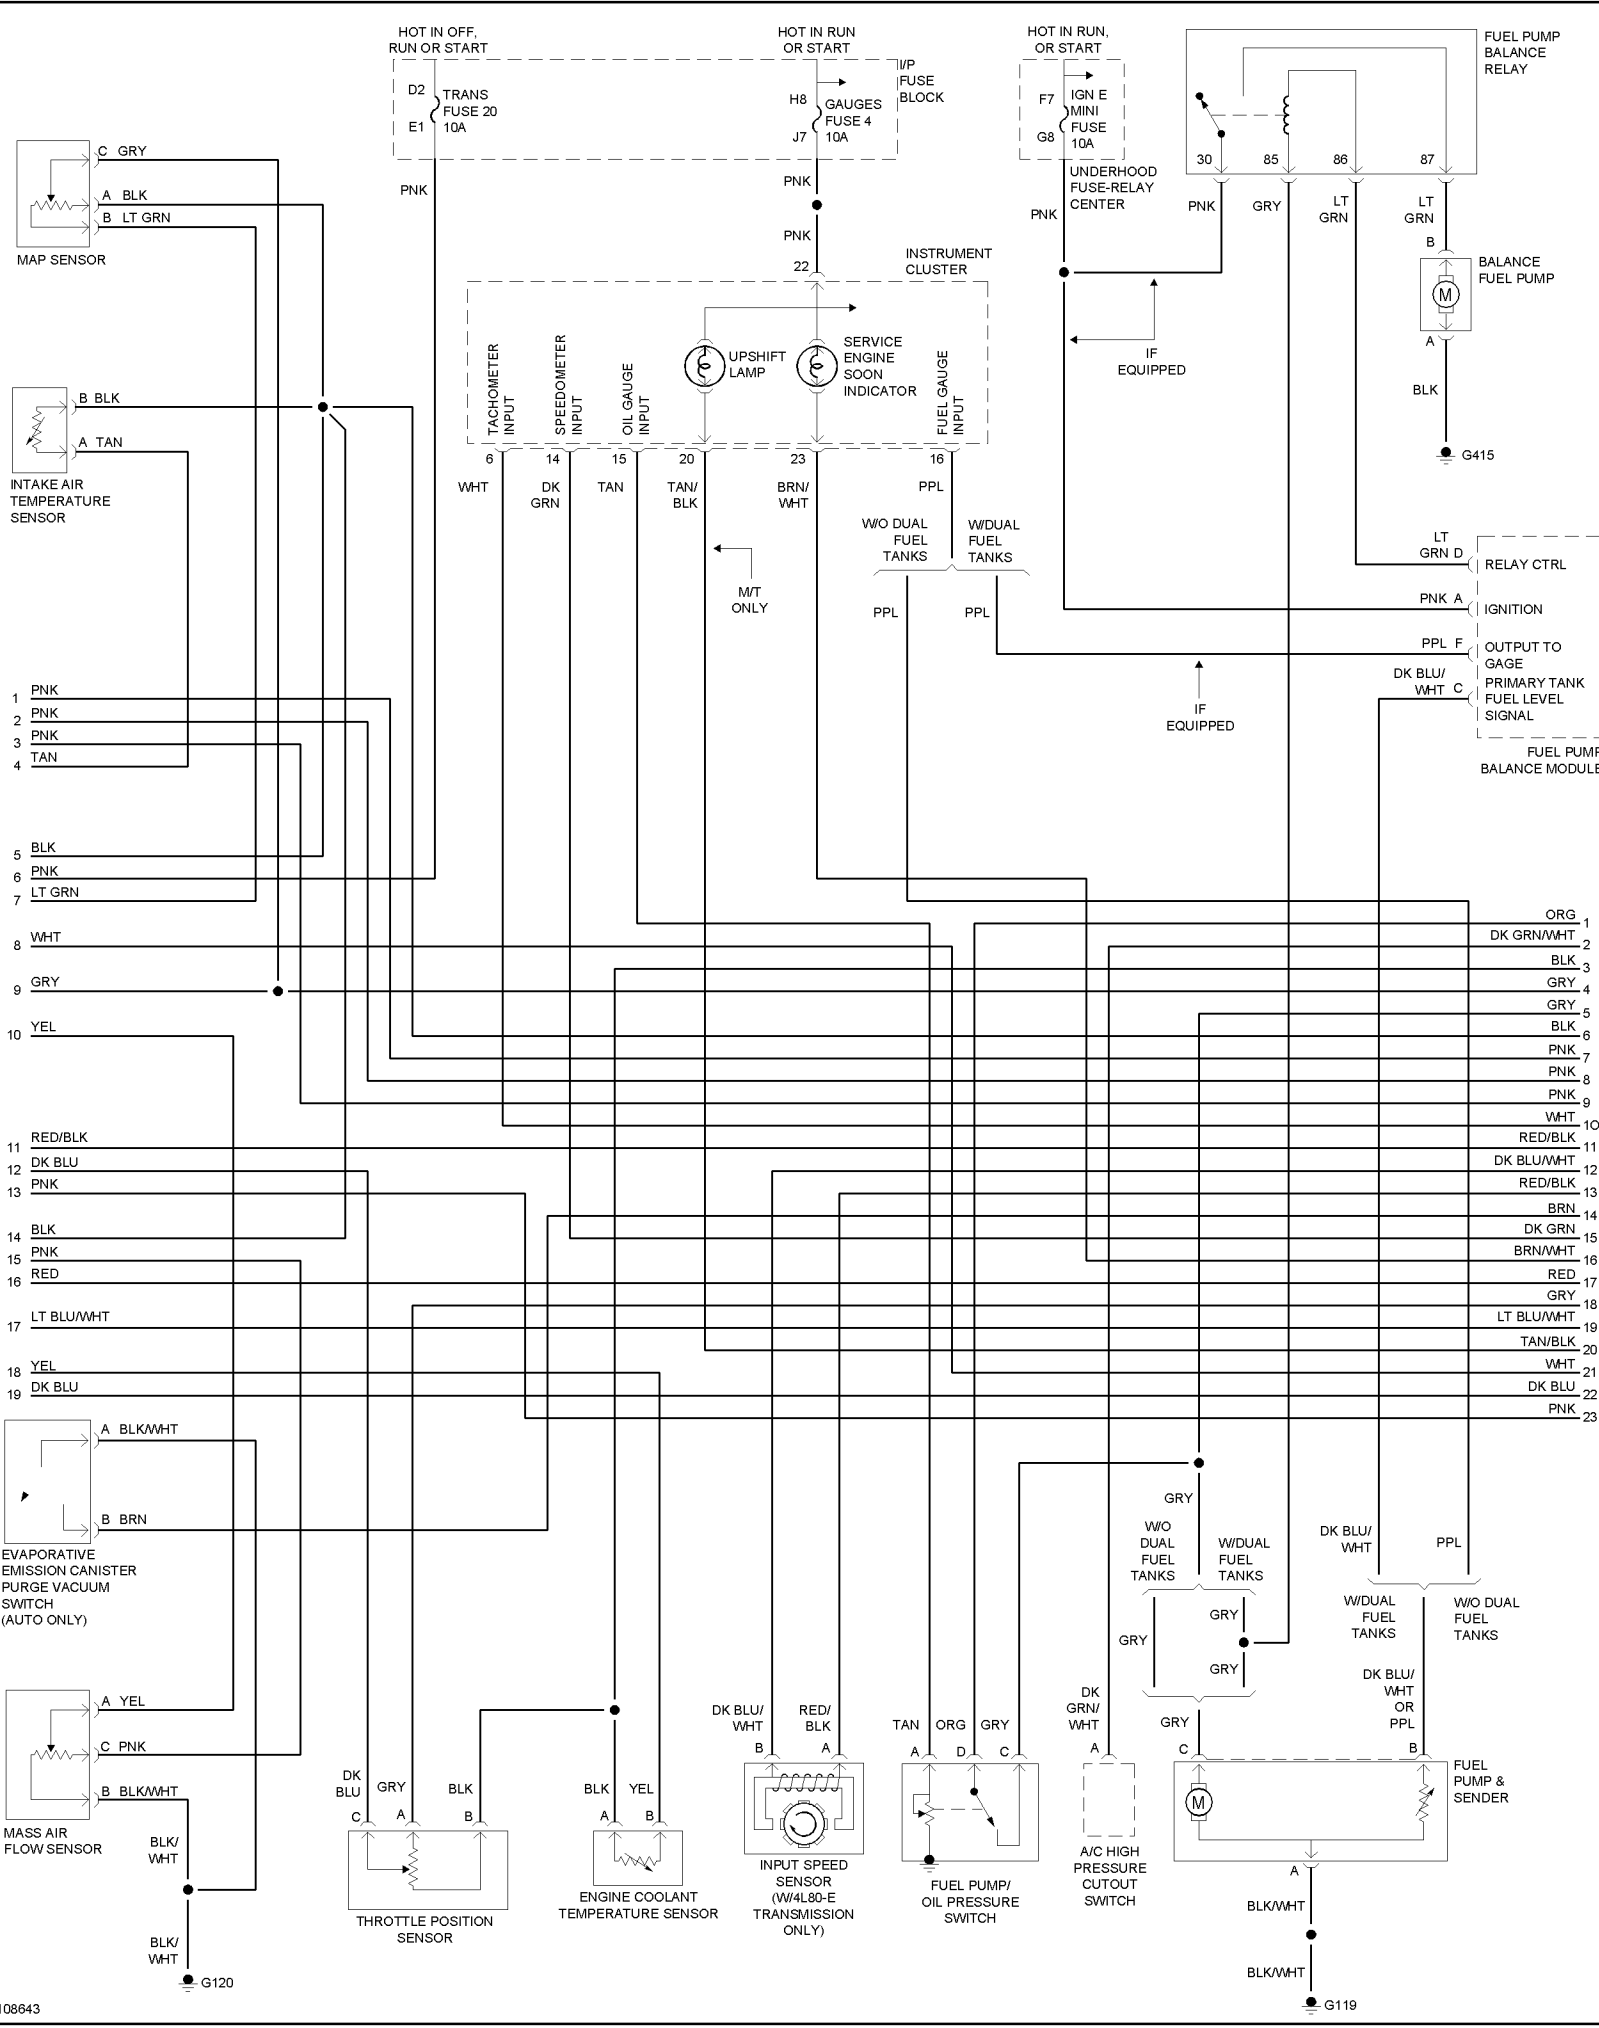 HOT IN OFF,
RUN OR START
HOT IN RUN
OR START
HOT IN RUN,
OR START
FUEL PUMP
BALANCE
RELAY
I/P
FUSE
BLOCK
D2
E1
TRANS
FUSE 20
10A
H8
J7
GAUGES
FUSE 4
10A
F7
G8
IGN E
MINI
FUSE
10A
UNDERHOOD
FUSE-RELAY
CENTER
30
85
86
87
PNK
GRY
LT
GRN
LT
GRN
B
M
BALANCE
FUEL PUMP
A
BLK
G415
C GRY
A BLK
B LT GRN
MAP SENSOR
PNK
PNK
PNK
22
PNK
INSTRUMENT
CLUSTER
TACHOMETER
INPUT
SPEEDOMETER
INPUT
OIL GAUGE
INPUT
UPSHIFT
LAMP
SERVICE
ENGINE
SOON
INDICATOR
FUEL GAUGE
INPUT
IF
EQUIPPED
B BLK
A TAN
INTAKE AIR
TEMPERATURE
SENSOR
6
14
15
20
23
16
WHT
DK
GRN
TAN
TAN/
BLK
BRN/
WHT
PPL
M/T
ONLY
W/O DUAL
FUEL
TANKS
W/DUAL
FUEL
TANKS
PPL
PPL
LT
GRN D
RELAY CTRL
PNK A
IGNITION
PPL F
OUTPUT TO
GAGE
DK BLU/
WHT C
PRIMARY TANK
FUEL LEVEL
SIGNAL
IF
EQUIPPED
FUEL PUMP
BALANCE MODULE
1 PNK
2 PNK
3 PNK
4 TAN
5 BLK
6 PNK
7 LT GRN
8 WHT
9 GRY
10 YEL
11 RED/BLK
12 DK BLU
13 PNK
14 BLK
15 PNK
16 RED
17 LT BLU/WHT
18 YEL
19 DK BLU
ORG 1
DK GRN/WHT 2
BLK 3
GRY 4
GRY 5
BLK 6
PNK 7
PNK 8
PNK 9
WHT 10
RED/BLK 11
DK BLU/WHT 12
RED/BLK 13
BRN 14
DK GRN 15
BRN/WHT 16
RED 17
GRY 18
LT BLU/WHT 19
TAN/BLK 20
WHT 21
DK BLU 22
PNK 23
A BLK/WHT
B BRN
EVAPORATIVE
EMISSION CANISTER
PURGE VACUUM
SWITCH
(AUTO ONLY)
A YEL
C PNK
B BLK/WHT
MASS AIR
FLOW SENSOR
BLK/
WHT
BLK/
WHT
G120
DK
BLU
GRY
BLK
C
A
B
THROTTLE POSITION
SENSOR
BLK
YEL
A
B
ENGINE COOLANT
TEMPERATURE SENSOR
DK BLU/
WHT
RED/
BLK
B
A
INPUT SPEED
SENSOR
(W/4L80-E
TRANSMISSION
ONLY)
TAN
ORG
GRY
A
D
C
FUEL PUMP/
OIL PRESSURE
SWITCH
DK
GRN/
WHT
A
A/C HIGH
PRESSURE
CUTOUT
SWITCH
GRY
W/O
DUAL
FUEL
TANKS
W/DUAL
FUEL
TANKS
GRY
GRY
GRY
GRY
C
DK BLU/
WHT
PPL
W/DUAL
FUEL
TANKS
W/O DUAL
FUEL
TANKS
DK BLU/
WHT
OR
PPL
B
M
FUEL
PUMP &
SENDER
A
BLK/WHT
BLK/WHT
G119
108643